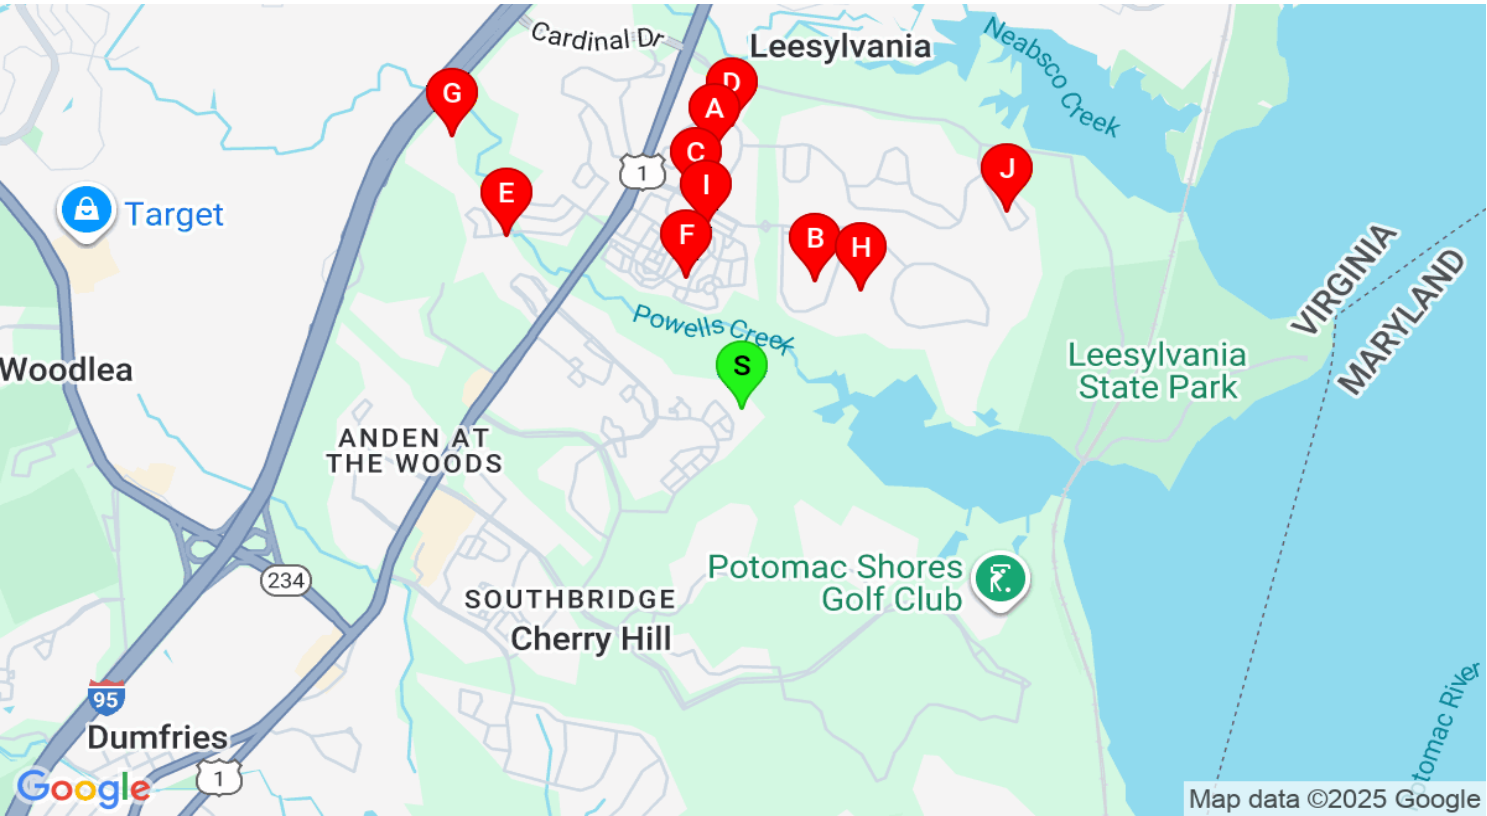 Cardinal Dr
Leesylvania
Neabsco Creek
D
G
A
C
1
J
E
I
Target
F
B
H
VIRGINIA
MARYLAND
Powells Creek
S
Leesylvania
State Park
Woodlea
ANDEN AT
THE WOODS
Potomac Shores
Golf Club
234
SOUTHBRIDGE
Cherry Hill
95
Dumfries
1
Google
Potomac River
Map data ©2025 Google